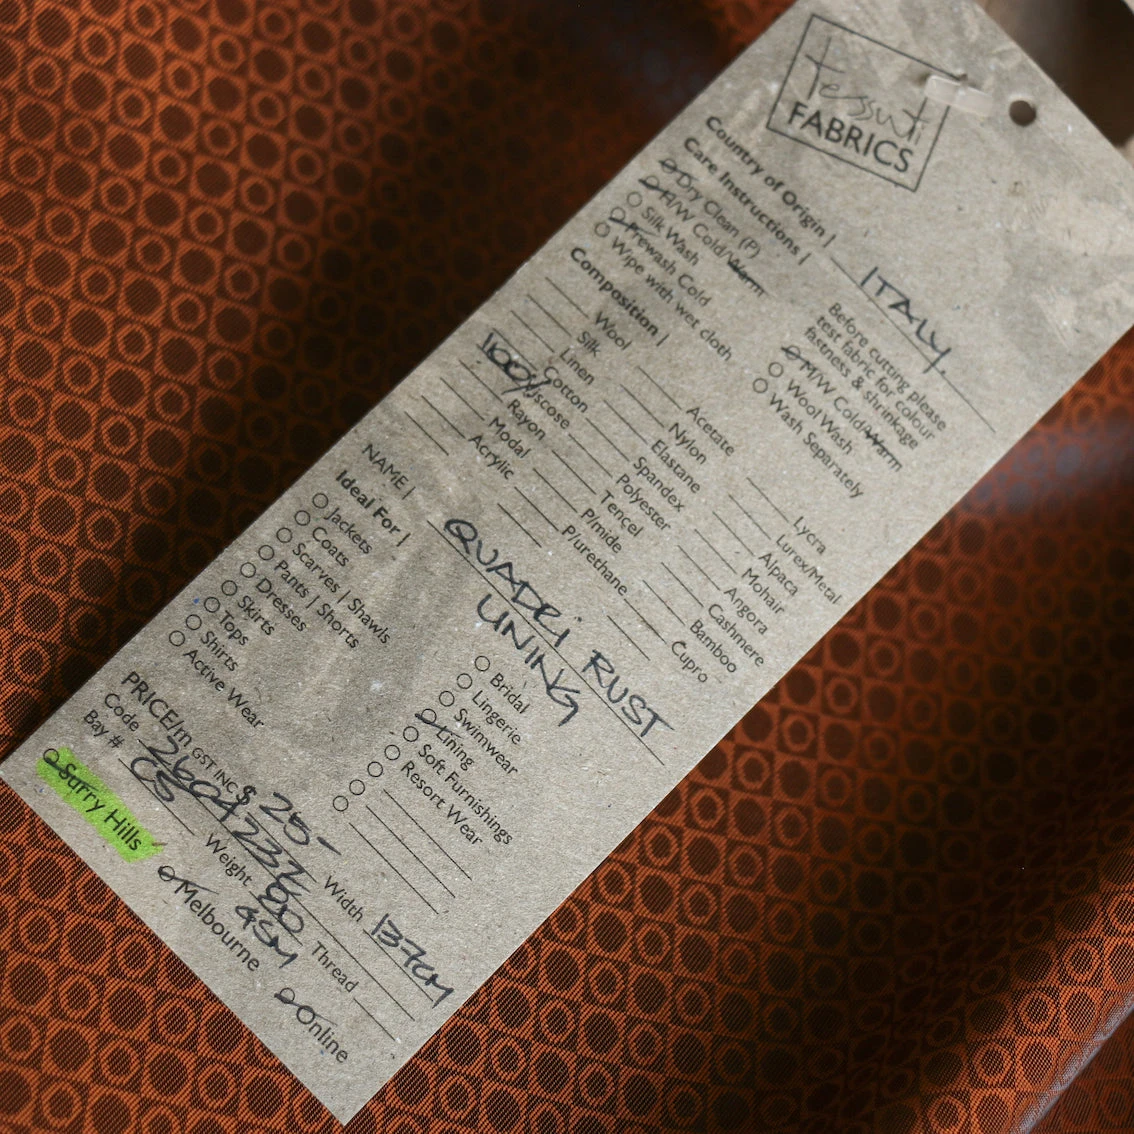 Tessuti
FABRICS
Country of Origin | ITALY.
Care Instructions |
Dry Clean (P)
H/W Cold/Warm
Silk Wash
Prewash Cold
Wipe with wet cloth
Before cutting please
test fabric for colour
fastness & shrinkage
M/W Cold/Warm
Wool Wash
Wash Separately
Composition |
Wool
Silk
Linen
Cotton
100% Viscose
Rayon
Modal
Acrylic
Acetate
Nylon
Elastane
Spandex
Polyester
Tencel
P/mide
P/urethane
Lycra
Lurex/Metal
Alpaca
Mohair
Angora
Cashmere
Bamboo
Cupro
NAME | QUADRI RUST
LINING
Ideal For |
Jackets
Coats
Scarves | Shawls
Pants | Shorts
Dresses
Skirts
Tops
Shirts
Active Wear
Bridal
Lingerie
Swimwear
Lining
Soft Furnishings
Resort Wear
PRICE/m GST INC $ 25-
Width 137CM
Code
Weight 80
GSM
Thread
Bay #
Surry Hills
Melbourne
Online